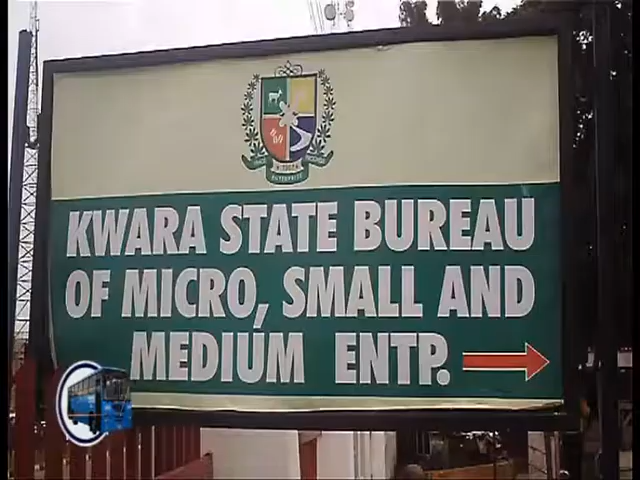 KWARA STATE BUREAU
OF MICRO, SMALL AND
MEDIUM ENTP.